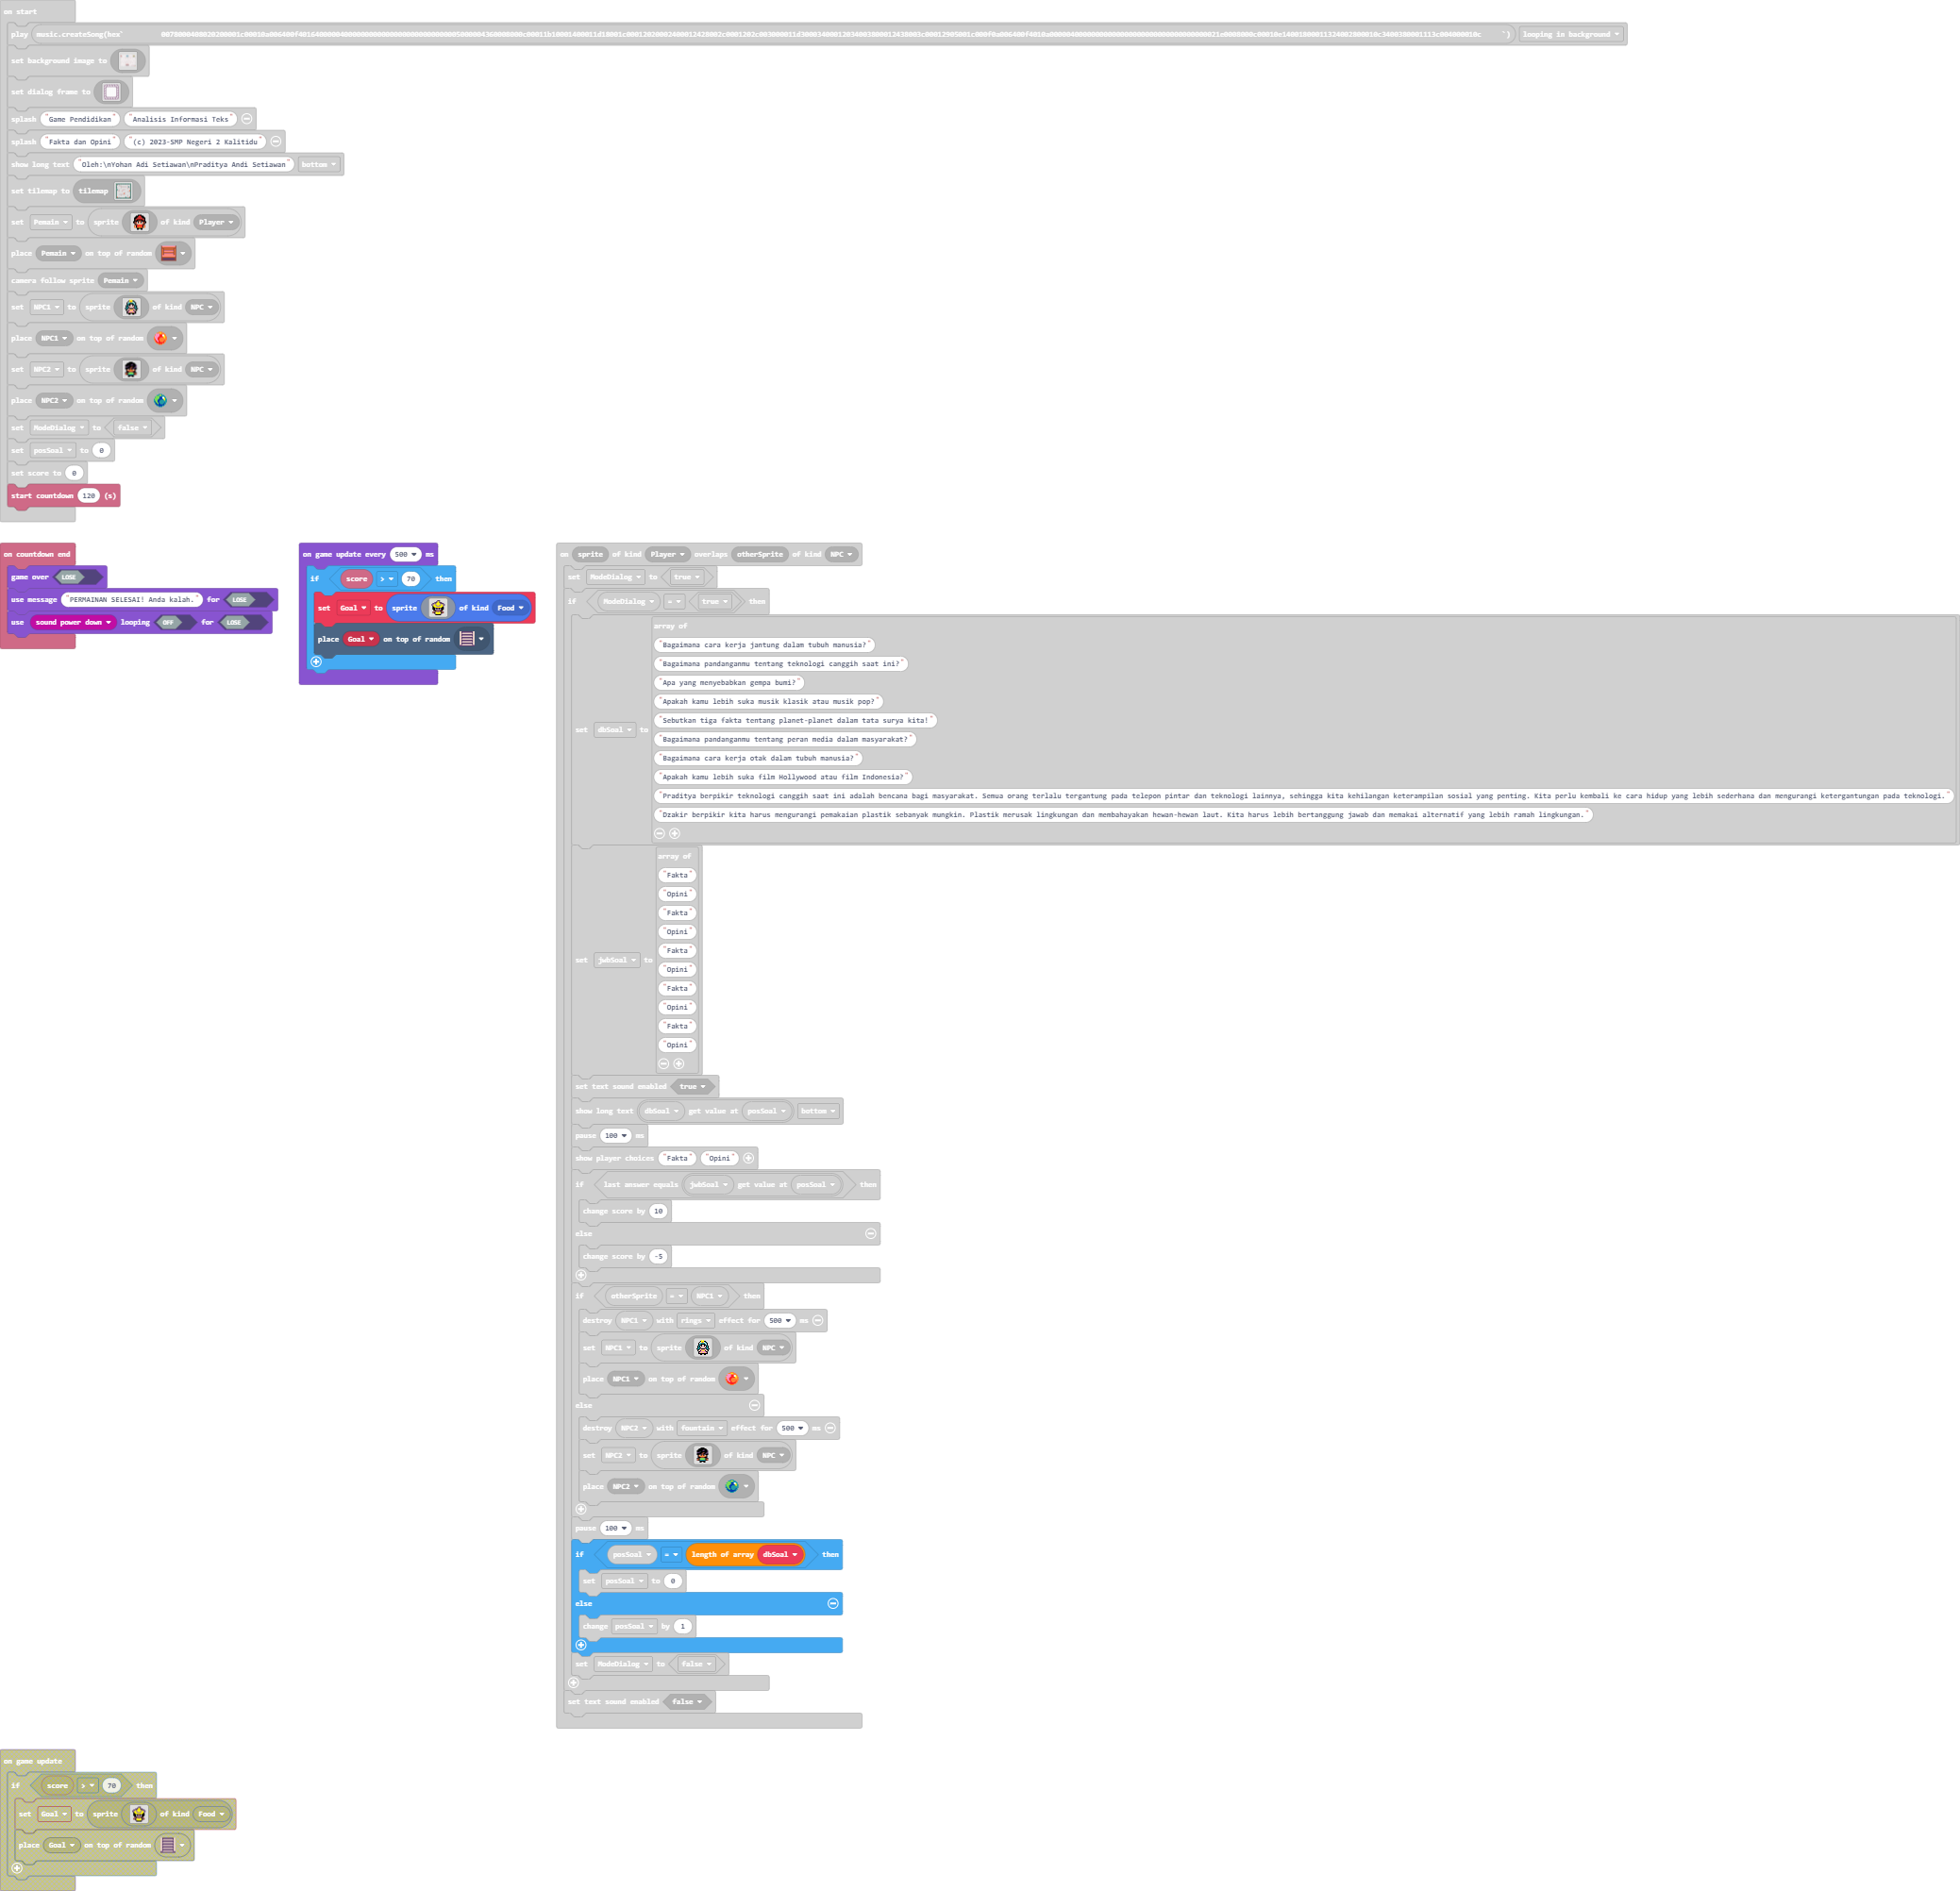 on start
play music.createSong(hex` `) looping in background
set background image to
set dialog frame to
splash "Game Pendidikan" "Analisis Informasi Teks"
splash "Fakta dan Opini" "(c) 2023-SMP Negeri 2 Kalitidu"
show long text "Oleh:\nYohan Adi Setiawan\nPraditya Andi Setiawan" bottom
set tilemap to tilemap
set Pemain to sprite of kind Player
place Pemain on top of random
camera follow sprite Pemain
set NPC1 to sprite of kind NPC
place NPC1 on top of random
set NPC2 to sprite of kind NPC
place NPC2 on top of random
set ModeDialog to false
set posSoal to 0
set score to 0
start countdown 120 (s)
on countdown end
game over LOSE
use message "PERMAINAN SELESAI! Anda kalah." for LOSE
use sound power down looping OFF for LOSE
on game update every 500 ms
if score > 70 then
set Goal to sprite of kind Food
place Goal on top of random
on sprite of kind Player overlaps otherSprite of kind NPC
set ModeDialog to true
if ModeDialog = true then
set dbSoal to array of
"Bagaimana cara kerja jantung dalam tubuh manusia?"
"Bagaimana pandanganmu tentang teknologi canggih saat ini?"
"Apa yang menyebabkan gempa bumi?"
"Apakah kamu lebih suka musik klasik atau musik pop?"
"Sebutkan tiga fakta tentang planet-planet dalam tata surya kita!"
"Bagaimana pandanganmu tentang peran media dalam masyarakat?"
"Bagaimana cara kerja otak dalam tubuh manusia?"
"Apakah kamu lebih suka film Hollywood atau film Indonesia?"
"Praditya berpikir teknologi canggih saat ini adalah bencana bagi masyarakat. Semua orang terlalu tergantung pada telepon pintar dan teknologi lainnya, sehingga kita kehilangan keterampilan sosial yang penting. Kita perlu kembali ke cara hidup yang lebih sederhana dan mengurangi ketergantungan pada teknologi."
"Dzakir berpikir kita harus mengurangi pemakaian plastik sebanyak mungkin. Plastik merusak lingkungan dan membahayakan hewan-hewan laut. Kita harus lebih bertanggung jawab dan memakai alternatif yang lebih ramah lingkungan."
set jwbSoal to array of
"Fakta"
"Opini"
"Fakta"
"Opini"
"Fakta"
"Opini"
"Fakta"
"Opini"
"Fakta"
"Opini"
set text sound enabled true
show long text dbSoal get value at posSoal bottom
pause 100 ms
show player choices "Fakta" "Opini"
if last answer equals jwbSoal get value at posSoal then
change score by 10
else
change score by -5
if otherSprite = NPC1 then
destroy NPC1 with rings effect for 500 ms
set NPC1 to sprite of kind NPC
place NPC1 on top of random
else
destroy NPC2 with fountain effect for 500 ms
set NPC2 to sprite of kind NPC
place NPC2 on top of random
pause 100 ms
if posSoal = length of array dbSoal then
set posSoal to 0
else
change posSoal by 1
set ModeDialog to false
set text sound enabled false
on game update
if score > 70 then
set Goal to sprite of kind Food
place Goal on top of random